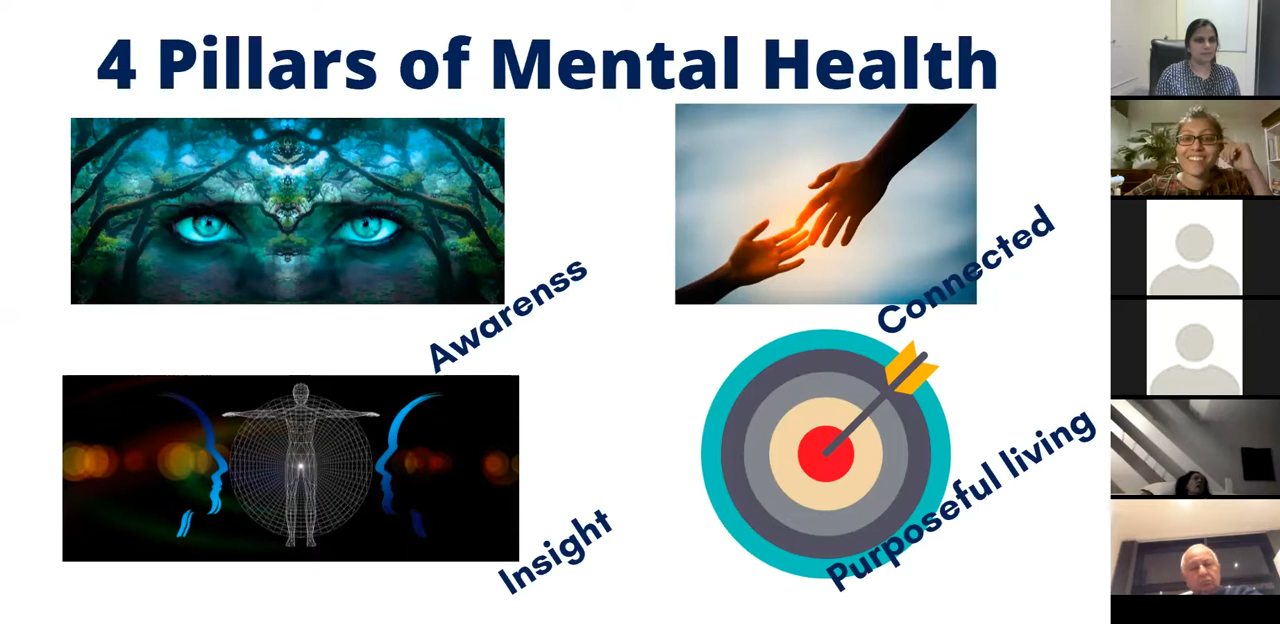 4 Pillars of Mental Health
Awarenss
Connected
Insight
Purposeful living